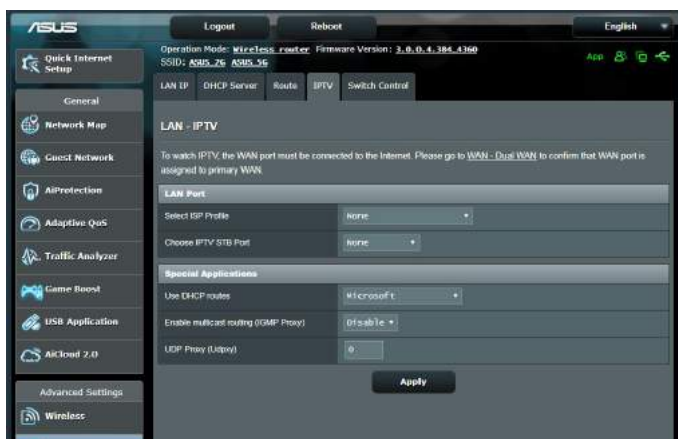 ASUS
Logout
Reboot
English
Operation Mode: Wireless router Firmware Version: 3.0.0.4.384_4360
SSID: ASUS_2G ASUS_5G
App
Quick Internet
Setup
LAN IP DHCP Server Route IPTV Switch Control
General
Network Map
Guest Network
AiProtection
Adaptive QoS
Traffic Analyzer
Game Boost
USB Application
AiCloud 2.0
Advanced Settings
Wireless
LAN - IPTV
To watch IPTV, the WAN port must be connected to the Internet. Please go to WAN - Dual WAN to confirm that WAN port is
assigned to primary WAN.
LAN Port
Select ISP Profile None
Choose IPTV STB Port None
Special Applications
Use DHCP routes Microsoft
Enable multicast routing (IGMP Proxy) Disable
UDP Proxy (Udpxy) 0
Apply